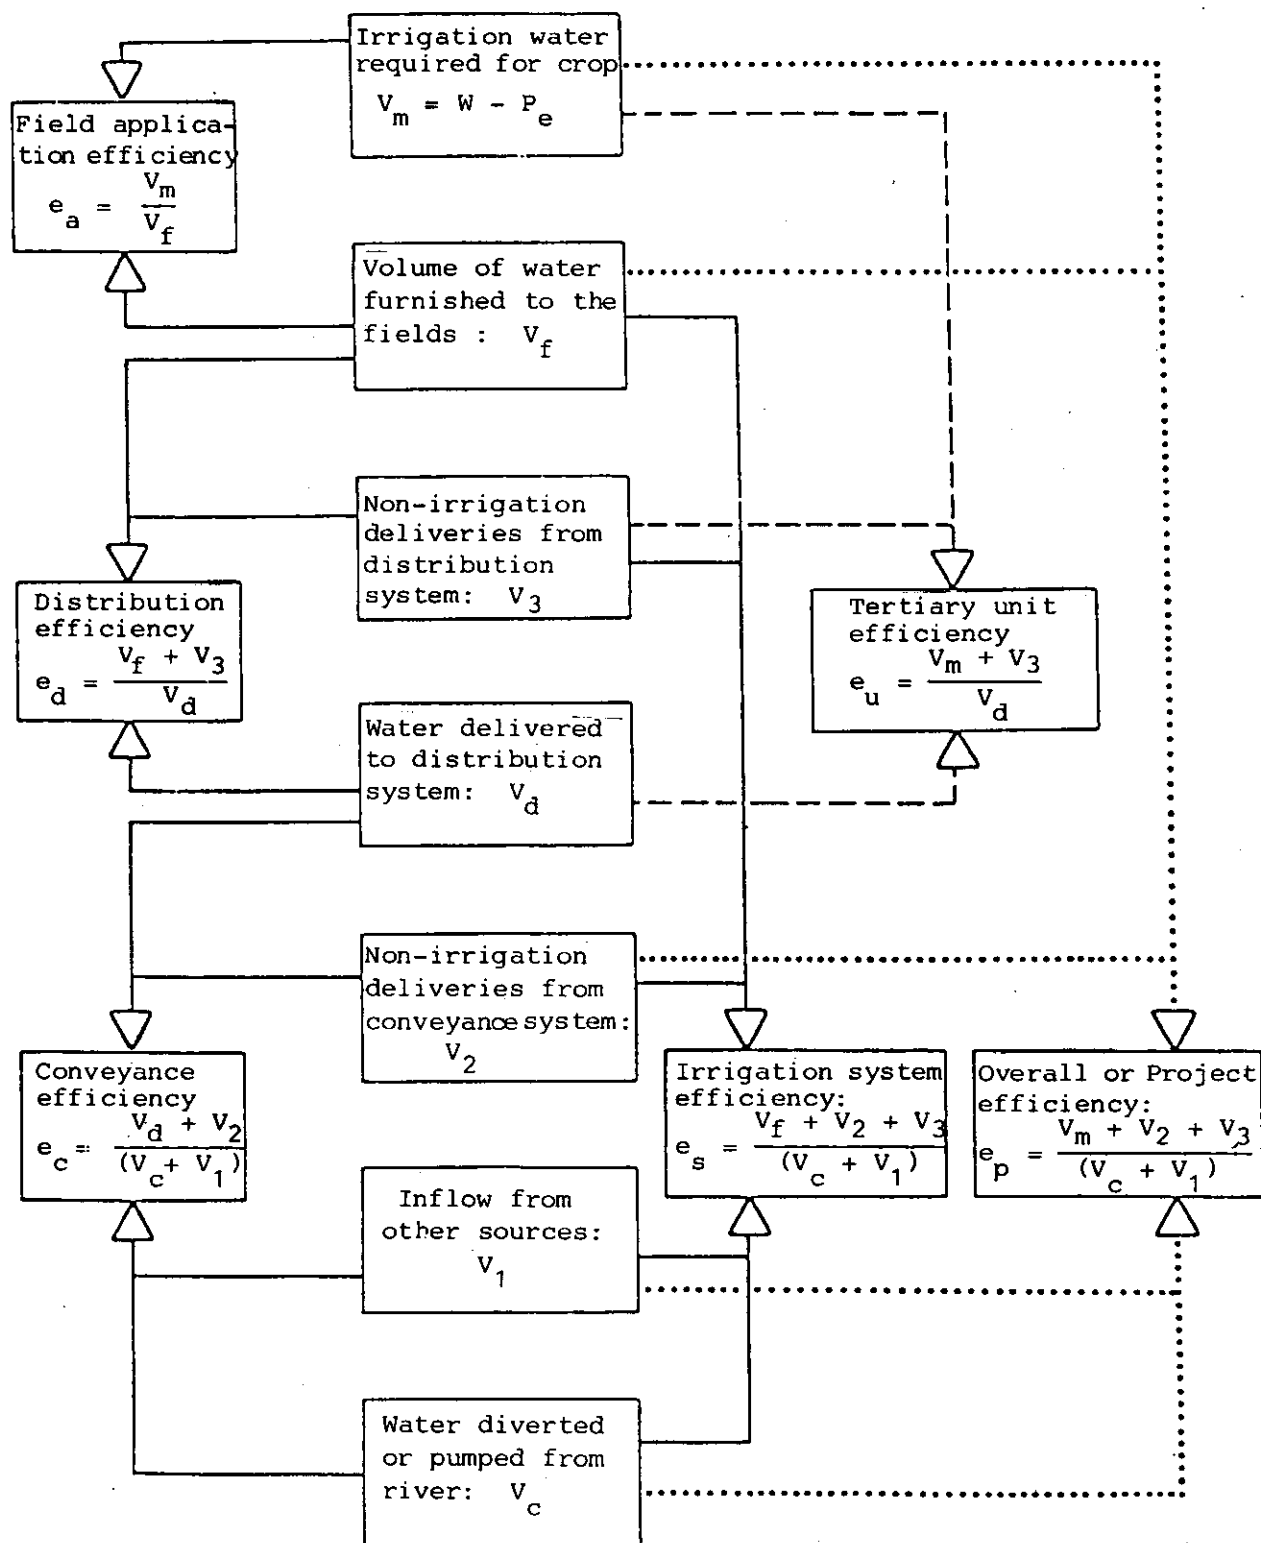 Irrigation water
required for crop
V_m = W - P_e
Field applica-
tion efficiency
e_a = V_m / V_f
Volume of water
furnished to the
fields : V_f
Non-irrigation
deliveries from
distribution
system: V_3
Distribution
efficiency
e_d = V_f + V_3 / V_d
Tertiary unit
efficiency
e_u = V_m + V_3 / V_d
Water delivered
to distribution
system: V_d
Non-irrigation
deliveries from
conveyance system:
V_2
Conveyance
efficiency
e_c = V_d + V_2 / (V_c + V_1)
Irrigation system
efficiency:
e_s = V_f + V_2 + V_3 / (V_c + V_1)
Overall or Project
efficiency:
e_p = V_m + V_2 + V_3 / (V_c + V_1)
Inflow from
other sources:
V_1
Water diverted
or pumped from
river: V_c